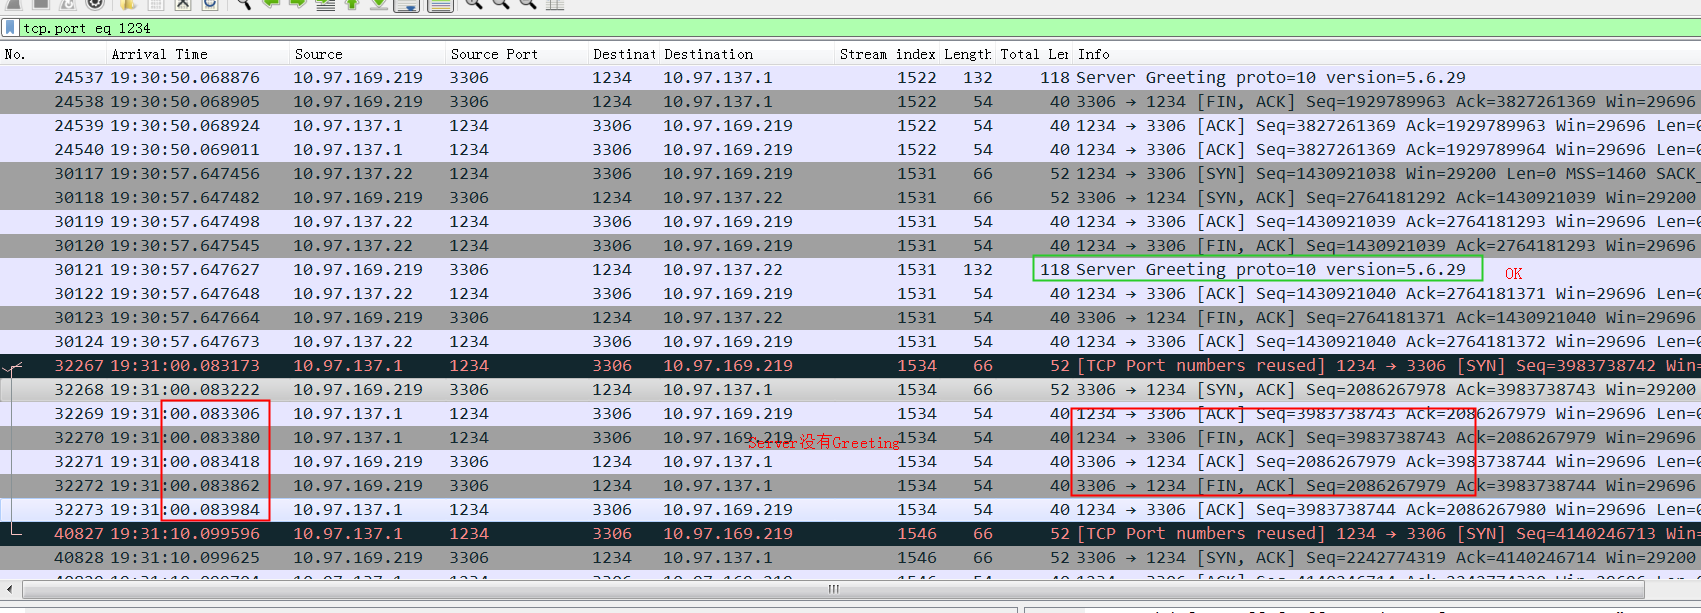 tcp.port eq 1234
No. Arrival Time Source Source Port Destinat Destination Stream index Length Total Ler Info
24537 19:30:50.068876 10.97.169.219 3306 1234 10.97.137.1 1522 132 118 Server Greeting proto=10 version=5.6.29
24538 19:30:50.068905 10.97.169.219 3306 1234 10.97.137.1 1522 54 40 3306 → 1234 [FIN, ACK] Seq=1929789963 Ack=3827261369 Win=29696
24539 19:30:50.068924 10.97.137.1 1234 3306 10.97.169.219 1522 54 40 1234 → 3306 [ACK] Seq=3827261369 Ack=1929789963 Win=29696 Len=0
24540 19:30:50.069011 10.97.137.1 1234 3306 10.97.169.219 1522 54 40 1234 → 3306 [ACK] Seq=3827261369 Ack=1929789964 Win=29696 Len=0
30117 19:30:57.647456 10.97.137.22 1234 3306 10.97.169.219 1531 66 52 1234 → 3306 [SYN] Seq=1430921038 Win=29200 Len=0 MSS=1460 SACK_
30118 19:30:57.647482 10.97.169.219 3306 1234 10.97.137.22 1531 66 52 3306 → 1234 [SYN, ACK] Seq=2764181292 Ack=1430921039 Win=29200
30119 19:30:57.647498 10.97.137.22 1234 3306 10.97.169.219 1531 54 40 1234 → 3306 [ACK] Seq=1430921039 Ack=2764181293 Win=29696 Len=0
30120 19:30:57.647545 10.97.137.22 1234 3306 10.97.169.219 1531 54 40 1234 → 3306 [FIN, ACK] Seq=1430921039 Ack=2764181293 Win=29696
30121 19:30:57.647627 10.97.169.219 3306 1234 10.97.137.22 1531 132 118 Server Greeting proto=10 version=5.6.29 OK
30122 19:30:57.647648 10.97.137.22 1234 3306 10.97.169.219 1531 54 40 1234 → 3306 [ACK] Seq=1430921040 Ack=2764181371 Win=29696 Len=0
30123 19:30:57.647664 10.97.169.219 3306 1234 10.97.137.22 1531 54 40 3306 → 1234 [FIN, ACK] Seq=2764181371 Ack=1430921040 Win=29696
30124 19:30:57.647673 10.97.137.22 1234 3306 10.97.169.219 1531 54 40 1234 → 3306 [ACK] Seq=1430921040 Ack=2764181372 Win=29696 Len=0
32267 19:31:00.083173 10.97.137.1 1234 3306 10.97.169.219 1534 66 52 [TCP Port numbers reused] 1234 → 3306 [SYN] Seq=3983738742 Win=
32268 19:31:00.083222 10.97.169.219 3306 1234 10.97.137.1 1534 66 52 3306 → 1234 [SYN, ACK] Seq=2086267978 Ack=3983738743 Win=29200
32269 19:31:00.083306 10.97.137.1 1234 3306 10.97.169.219 1534 54 40 1234 → 3306 [ACK] Seq=3983738743 Ack=2086267979 Win=29696 Len=0
32270 19:31:00.083380 10.97.137.1 1234 3306 10.97.169.219 1534 54 40 1234 → 3306 [FIN, ACK] Seq=3983738743 Ack=2086267979 Win=29696
Server没有Greeting
32271 19:31:00.083418 10.97.169.219 3306 1234 10.97.137.1 1534 54 40 3306 → 1234 [ACK] Seq=2086267979 Ack=3983738744 Win=29696 Len=0
32272 19:31:00.083862 10.97.169.219 3306 1234 10.97.137.1 1534 54 40 3306 → 1234 [FIN, ACK] Seq=2086267979 Ack=3983738744 Win=29696
32273 19:31:00.083984 10.97.137.1 1234 3306 10.97.169.219 1534 54 40 1234 → 3306 [ACK] Seq=3983738744 Ack=2086267980 Win=29696 Len=0
40827 19:31:10.099596 10.97.137.1 1234 3306 10.97.169.219 1546 66 52 [TCP Port numbers reused] 1234 → 3306 [SYN] Seq=4140246713 Win=
40828 19:31:10.099625 10.97.169.219 3306 1234 10.97.137.1 1546 66 52 3306 → 1234 [SYN, ACK] Seq=2242774319 Ack=4140246714 Win=29200